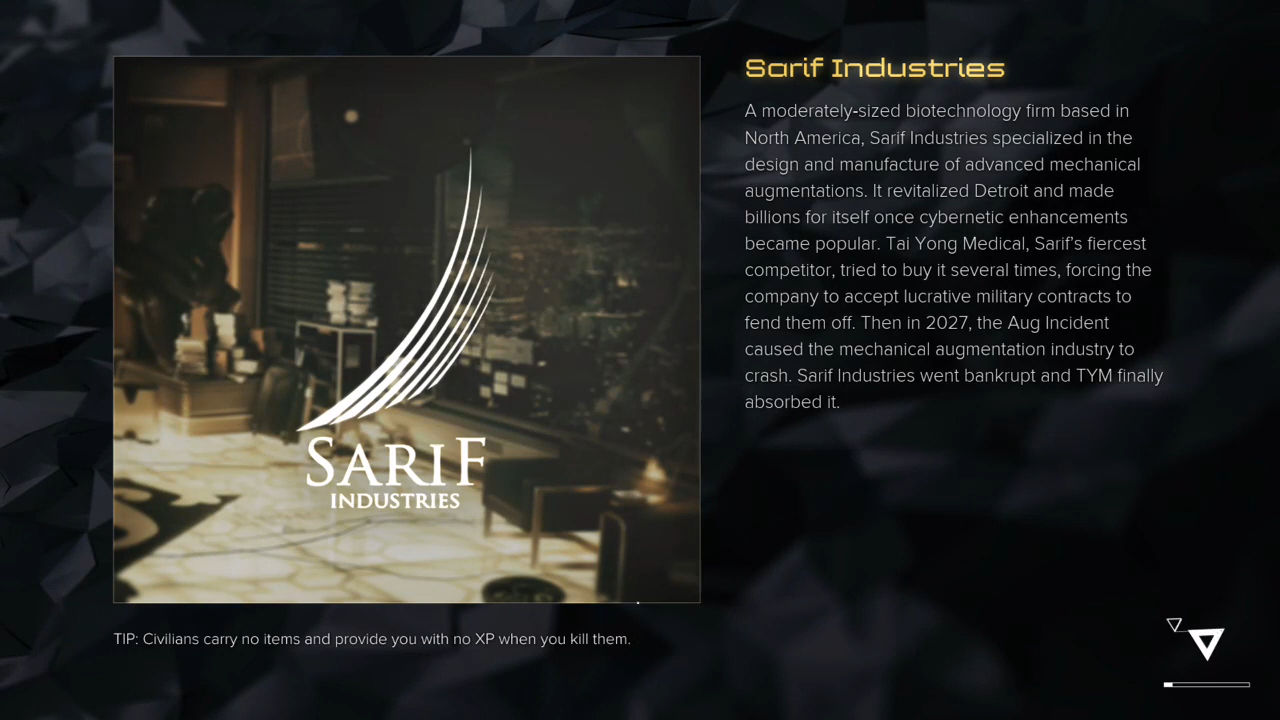 Sarif Industries
A moderately-sized biotechnology firm based in
North America, Sarif Industries specialized in the
design and manufacture of advanced mechanical
augmentations. It revitalized Detroit and made
billions for itself once cybernetic enhancements
became popular. Tai Yong Medical, Sarif's fiercest
competitor, tried to buy it several times, forcing the
company to accept lucrative military contracts to
fend them off. Then in 2027, the Aug Incident
caused the mechanical augmentation industry to
crash. Sarif Industries went bankrupt and TYM finally
absorbed it.
SARIF
INDUSTRIES
TIP: Civilians carry no items and provide you with no XP when you kill them.